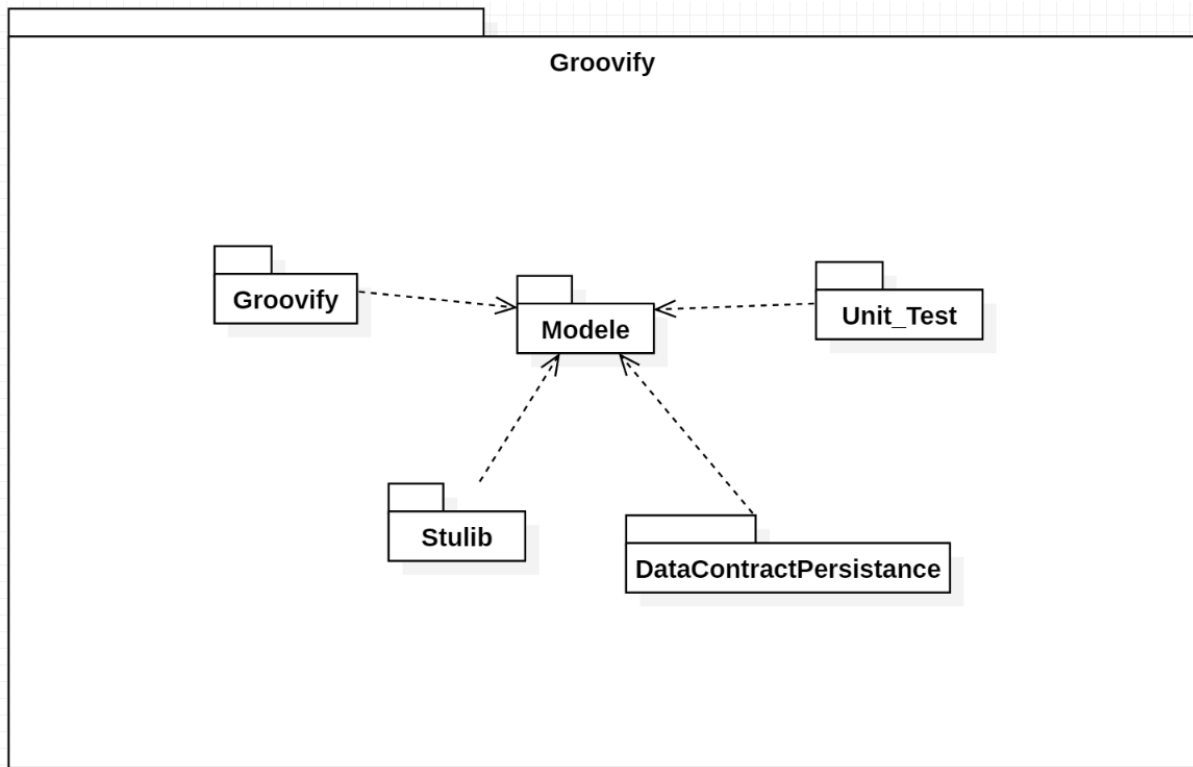 Groovify
Groovify
Modele
Unit_Test
Stulib
DataContractPersistance